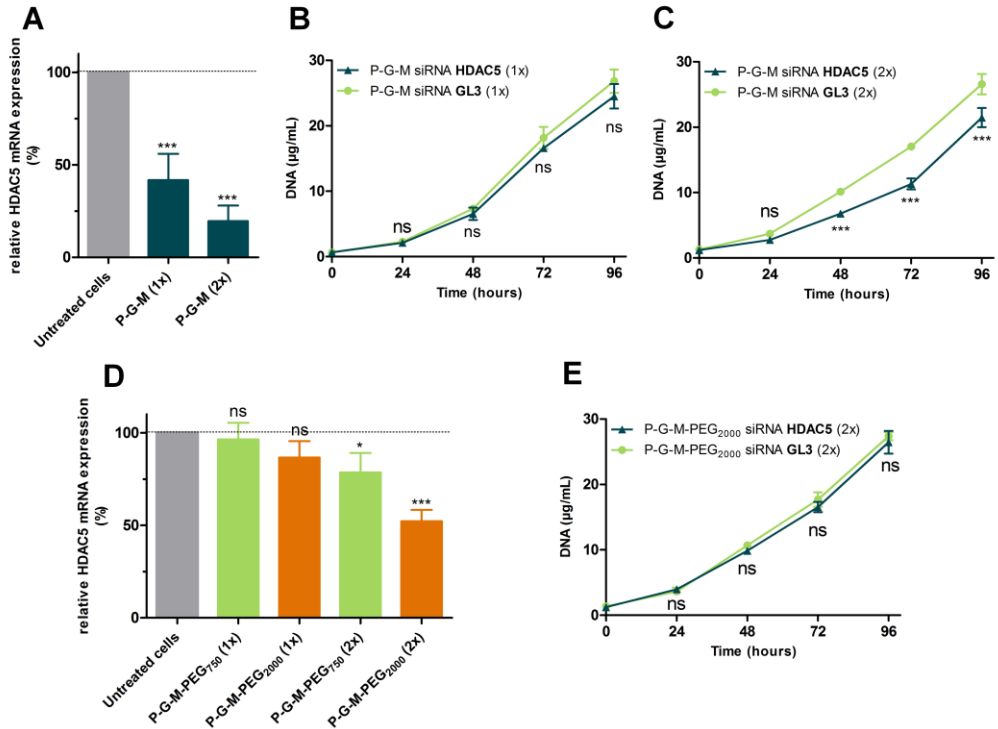 A
relative HDAC5 mRNA expression
(%)
100
50
0
***
***
Untreated cells
P-G-M (1x)
P-G-M (2x)
B
P-G-M siRNA HDAC5 (1x)
P-G-M siRNA GL3 (1x)
DNA (µg/mL)
30
20
10
0
ns
ns
ns
ns
0 24 48 72 96
Time (hours)
C
P-G-M siRNA HDAC5 (2x)
P-G-M siRNA GL3 (2x)
DNA (µg/mL)
30
20
10
0
ns
***
***
***
0 24 48 72 96
Time (hours)
D
relative HDAC5 mRNA expression
(%)
100
50
0
ns
ns
*
***
Untreated cells
P-G-M-PEG₇₅₀ (1x)
P-G-M-PEG₂₀₀₀ (1x)
P-G-M-PEG₇₅₀ (2x)
P-G-M-PEG₂₀₀₀ (2x)
E
P-G-M-PEG₂₀₀₀ siRNA HDAC5 (2x)
P-G-M-PEG₂₀₀₀ siRNA GL3 (2x)
DNA (µg/mL)
30
20
10
0
ns
ns
ns
ns
0 24 48 72 96
Time (hours)